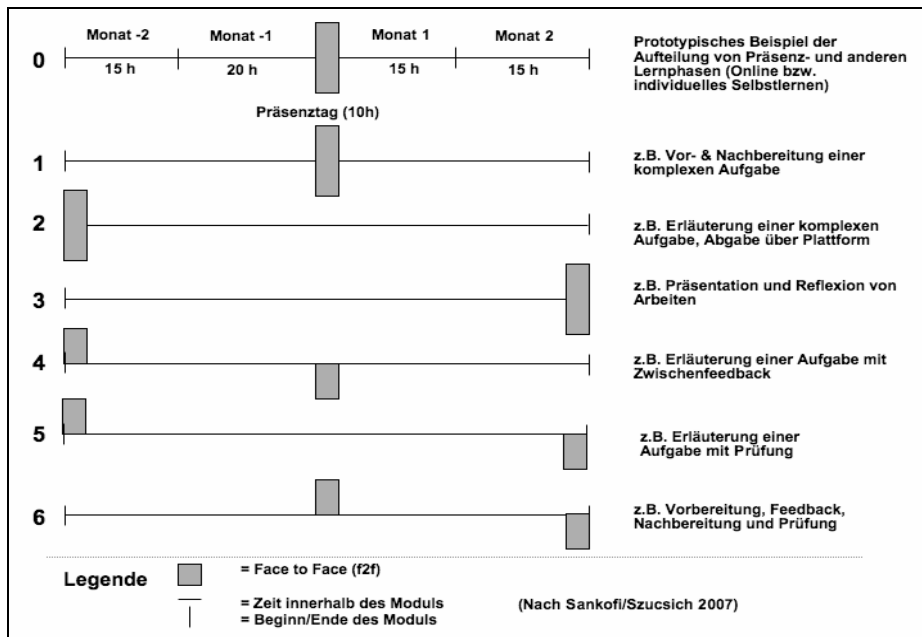 Monat -2 Monat -1 Monat 1 Monat 2
0
15 h 20 h 15 h 15 h
Prototypisches Beispiel der
Aufteilung von Präsenz- und anderen
Lernphasen (Online bzw.
individuelles Selbstlernen)
Präsenztag (10h)
1
z.B. Vor- & Nachbereitung einer
komplexen Aufgabe
2
z.B. Erläuterung einer komplexen
Aufgabe, Abgabe über Plattform
3
z.B. Präsentation und Reflexion von
Arbeiten
4
z.B. Erläuterung einer Aufgabe mit
Zwischenfeedback
5
z.B. Erläuterung einer
Aufgabe mit Prüfung
6
z.B. Vorbereitung, Feedback,
Nachbereitung und Prüfung
Legende
= Face to Face (f2f)
= Zeit innerhalb des Moduls (Nach Sankofi/Szucsich 2007)
= Beginn/Ende des Moduls